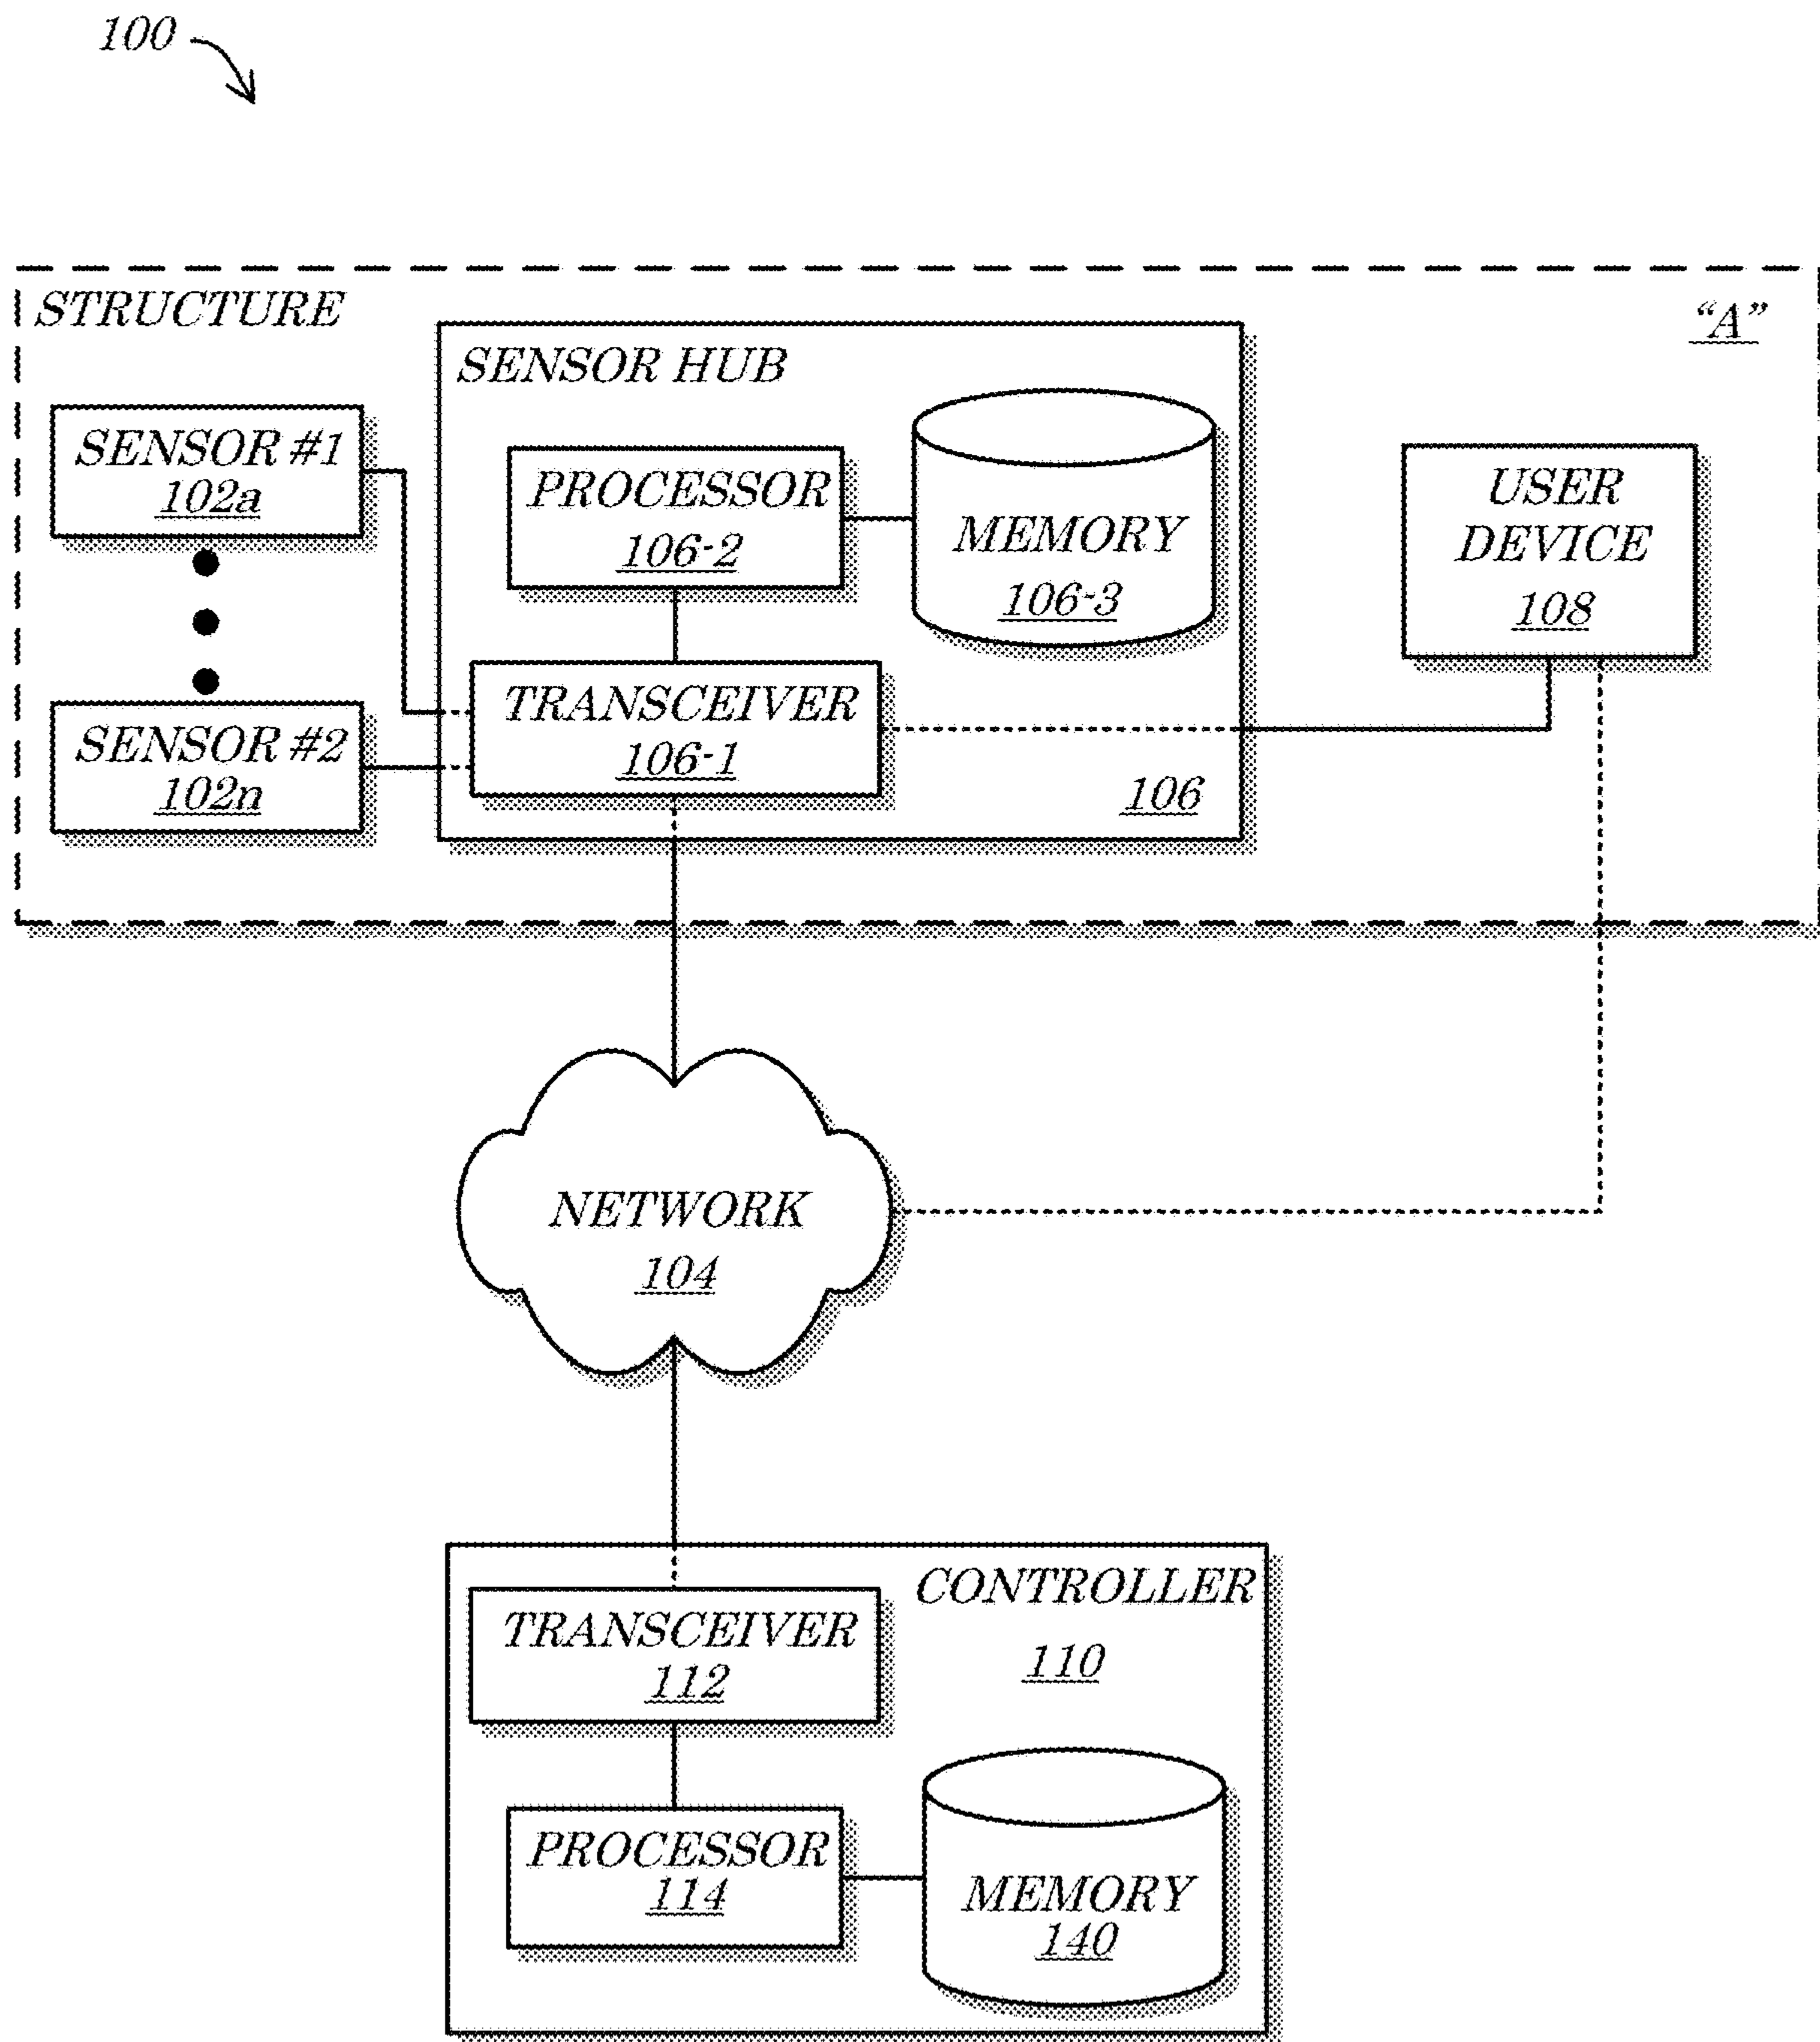 100
STRUCTURE
"A"
SENSOR HUB
SENSOR #1
102a
PROCESSOR
106-2
MEMORY
106-3
USER
DEVICE
108
TRANSCEIVER
106-1
SENSOR #2
102n
106
NETWORK
104
CONTROLLER
110
TRANSCEIVER
112
PROCESSOR
114
MEMORY
140